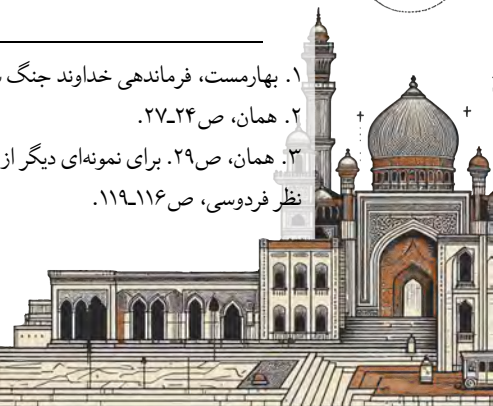 ۱. بهارمست، فرماندهی خداوند جنگ
۲. همان، ص۲۴ـ۲۷.
۳. همان، ص۲۹. برای نمونه‌ای دیگر از
نظر فردوسی، ص۱۱۶ـ۱۱۹.